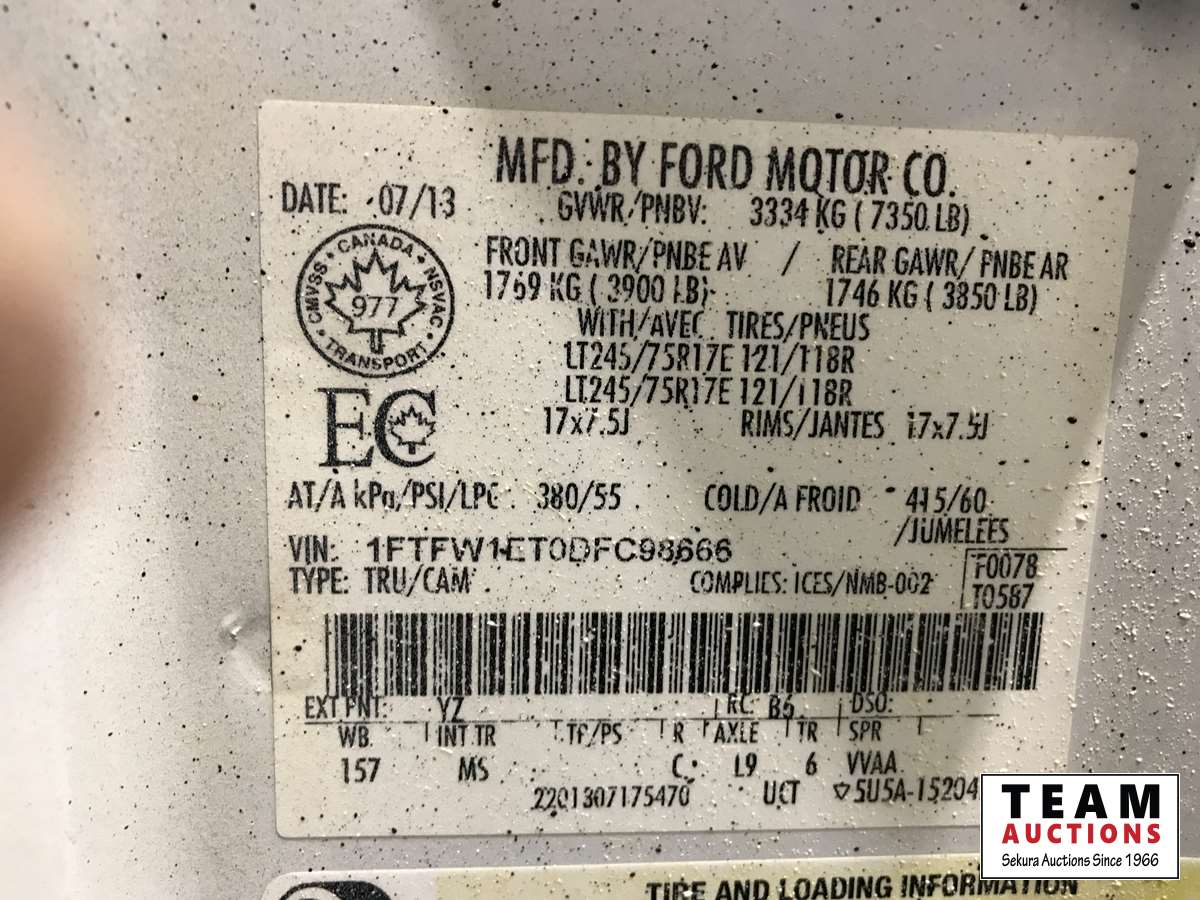 MFD. BY FORD MOTOR CO.
DATE: 07/13 GVWR/PNBV: 3334 KG ( 7350 LB)
FRONT GAWR/PNBE AV / REAR GAWR/ PNBE AR
1769 KG ( 3900 LB) 1746 KG ( 3850 LB)
WITH/AVEC TIRES/PNEUS
LT245/75R17E 121/118R
LT245/75R17E 121/118R
17x7.5J RIMS/JANTES 17x7.5J
CANADA
CMVSS 977 NSVAC
TRANSPORT
EC
AT/A kPa/PSI/LPC 380/55 COLD/A FROID 415/60
/JUMELEES
VIN: 1FTFW1ET0DFC98666
TYPE: TRU/CAM COMPLIES: ICES/NMB-002
F0078
T0587
EXT PNT: YZ RC: B6 DSO:
WB INT TR TP/PS R AXLE TR SPR
157 MS C L9 6 VVAA
2201307175470 UCT 5U5A-15204
TIRE AND LOADING INFORMATION
TEAM
AUCTIONS
Sekura Auctions Since 1966